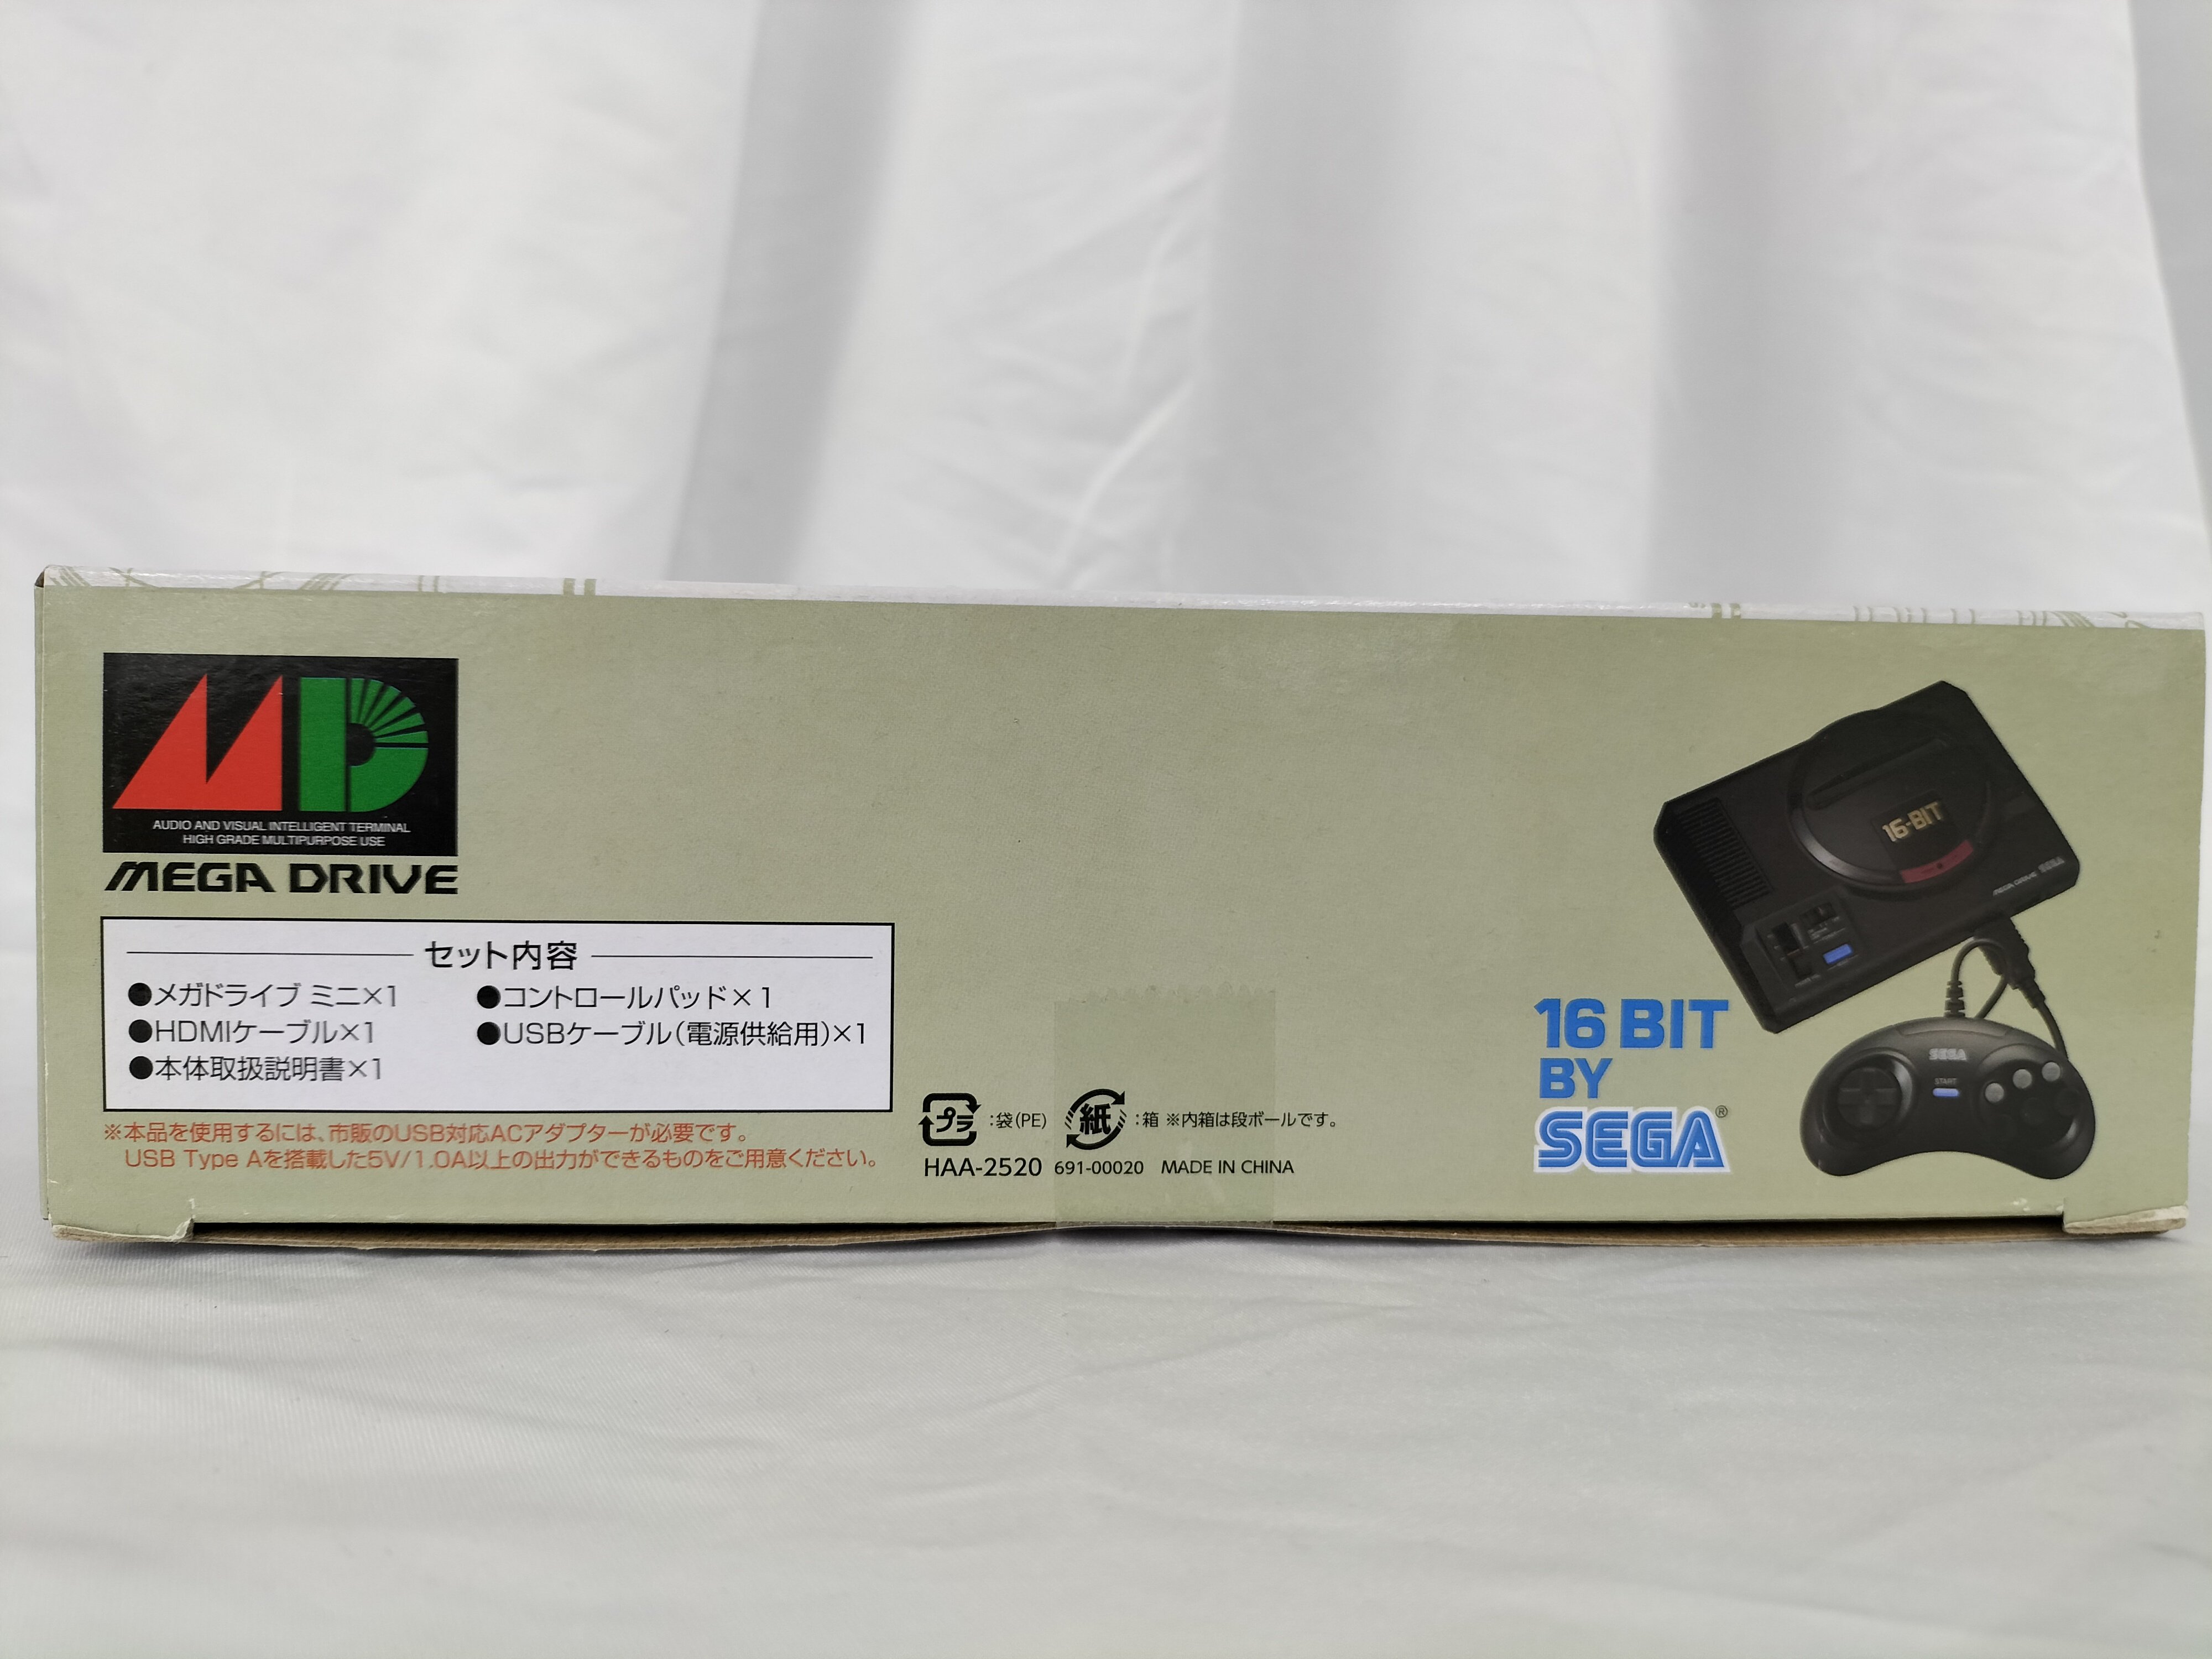 MD
AUDIO AND VISUAL INTELLIGENT TERMINAL
HIGH GRADE MULTIPURPOSE USE
MEGA DRIVE
セット内容
●メガドライブ ミニ×1
●コントロールパッド×1
●HDMIケーブル×1
●USBケーブル(電源供給用)×1
●本体取扱説明書×1
※本品を使用するには、市販のUSB対応ACアダプターが必要です。
USB Type Aを搭載した5V/1.0A以上の出力ができるものをご用意ください。
プラ :袋(PE) 紙 :箱 ※内箱は段ボールです。
HAA-2520 691-00020 MADE IN CHINA
16 BIT
BY
SEGA®
16-BIT
MEGA DRIVE SEGA
SEGA
START